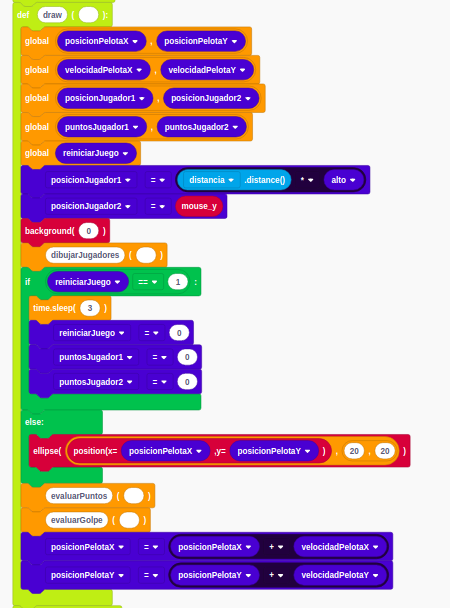 def draw ( ):
global posicionPelotaX , posicionPelotaY
global velocidadPelotaX , velocidadPelotaY
global posicionJugador1 , posicionJugador2
global puntosJugador1 , puntosJugador2
global reiniciarJuego
posicionJugador1 = distancia .distance() * alto
posicionJugador2 = mouse_y
background( 0 )
dibujarJugadores ( )
if reiniciarJuego == 1 :
time.sleep( 3 )
reiniciarJuego = 0
puntosJugador1 = 0
puntosJugador2 = 0
else:
ellipse( position(x= posicionPelotaX ,y= posicionPelotaY ) , 20 , 20 )
evaluarPuntos ( )
evaluarGolpe ( )
posicionPelotaX = posicionPelotaX + velocidadPelotaX
posicionPelotaY = posicionPelotaY + velocidadPelotaY